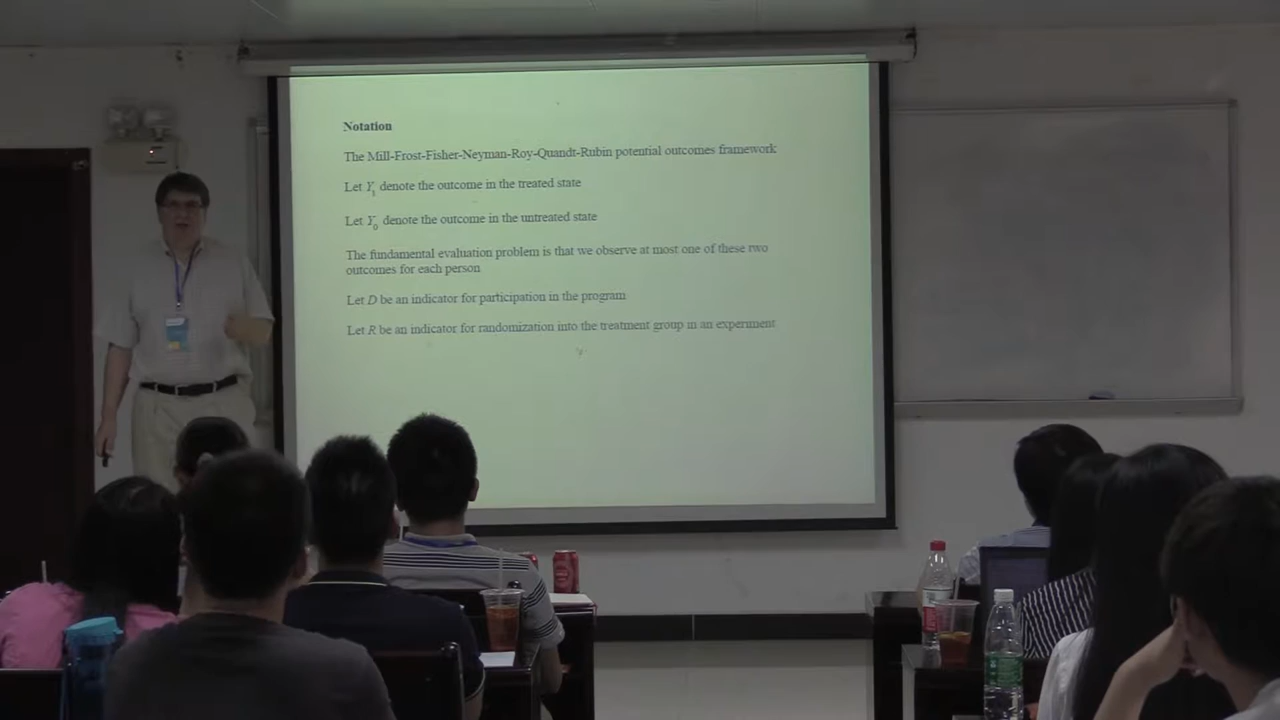 Notation
The Mill-Frost-Fisher-Neyman-Roy-Quandt-Rubin potential outcomes framework
Let Y₁ denote the outcome in the treated state
Let Y₀ denote the outcome in the untreated state
The fundamental evaluation problem is that we observe at most one of these two
outcomes for each person
Let D be an indicator for participation in the program
Let R be an indicator for randomization into the treatment group in an experiment